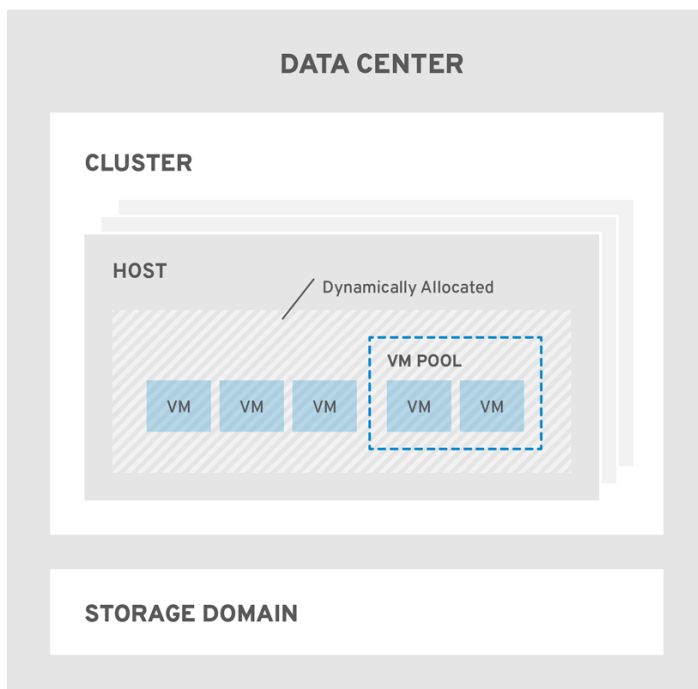 DATA CENTER
CLUSTER
HOST
Dynamically Allocated
VM POOL
VM VM VM VM VM
STORAGE DOMAIN